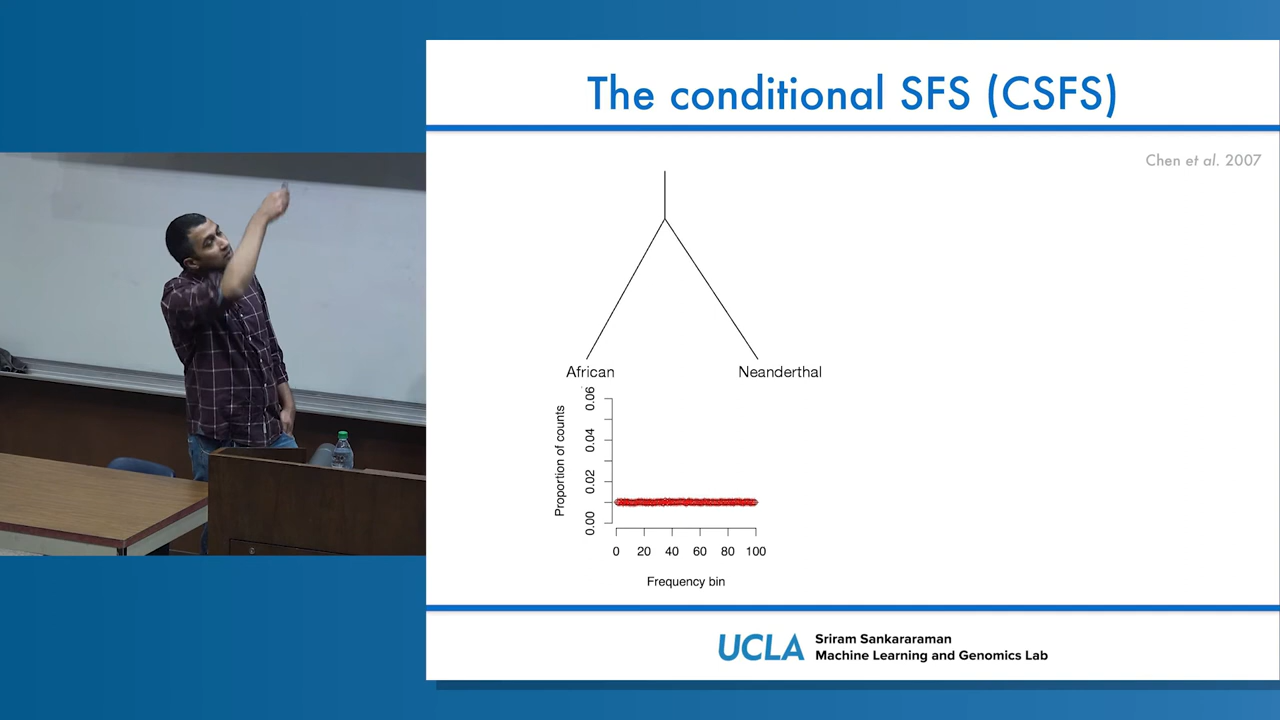 The conditional SFS (CSFS)
Chen et al. 2007
African
Neanderthal
Proportion of counts
0.06
0.04
0.02
0.00
0 20 40 60 80 100
Frequency bin
UCLA
Sriram Sankararaman
Machine Learning and Genomics Lab